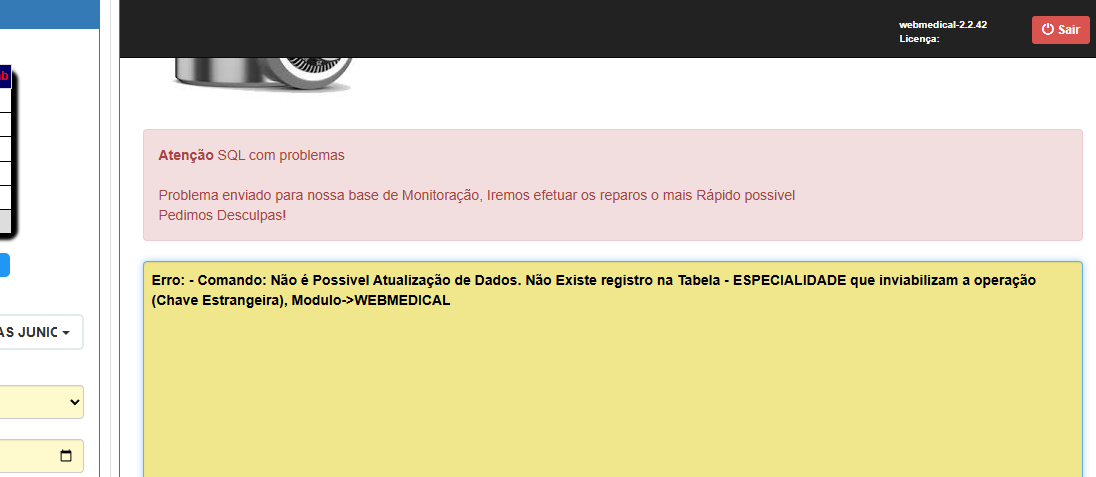 webmedical-2.2.42
Licença:
Sair
Atenção SQL com problemas
Problema enviado para nossa base de Monitoração, Iremos efetuar os reparos o mais Rápido possivel
Pedimos Desculpas!
Erro: - Comando: Não é Possivel Atualização de Dados. Não Existe registro na Tabela - ESPECIALIDADE que inviabilizam a operação
(Chave Estrangeira), Modulo->WEBMEDICAL
AS JUNIC